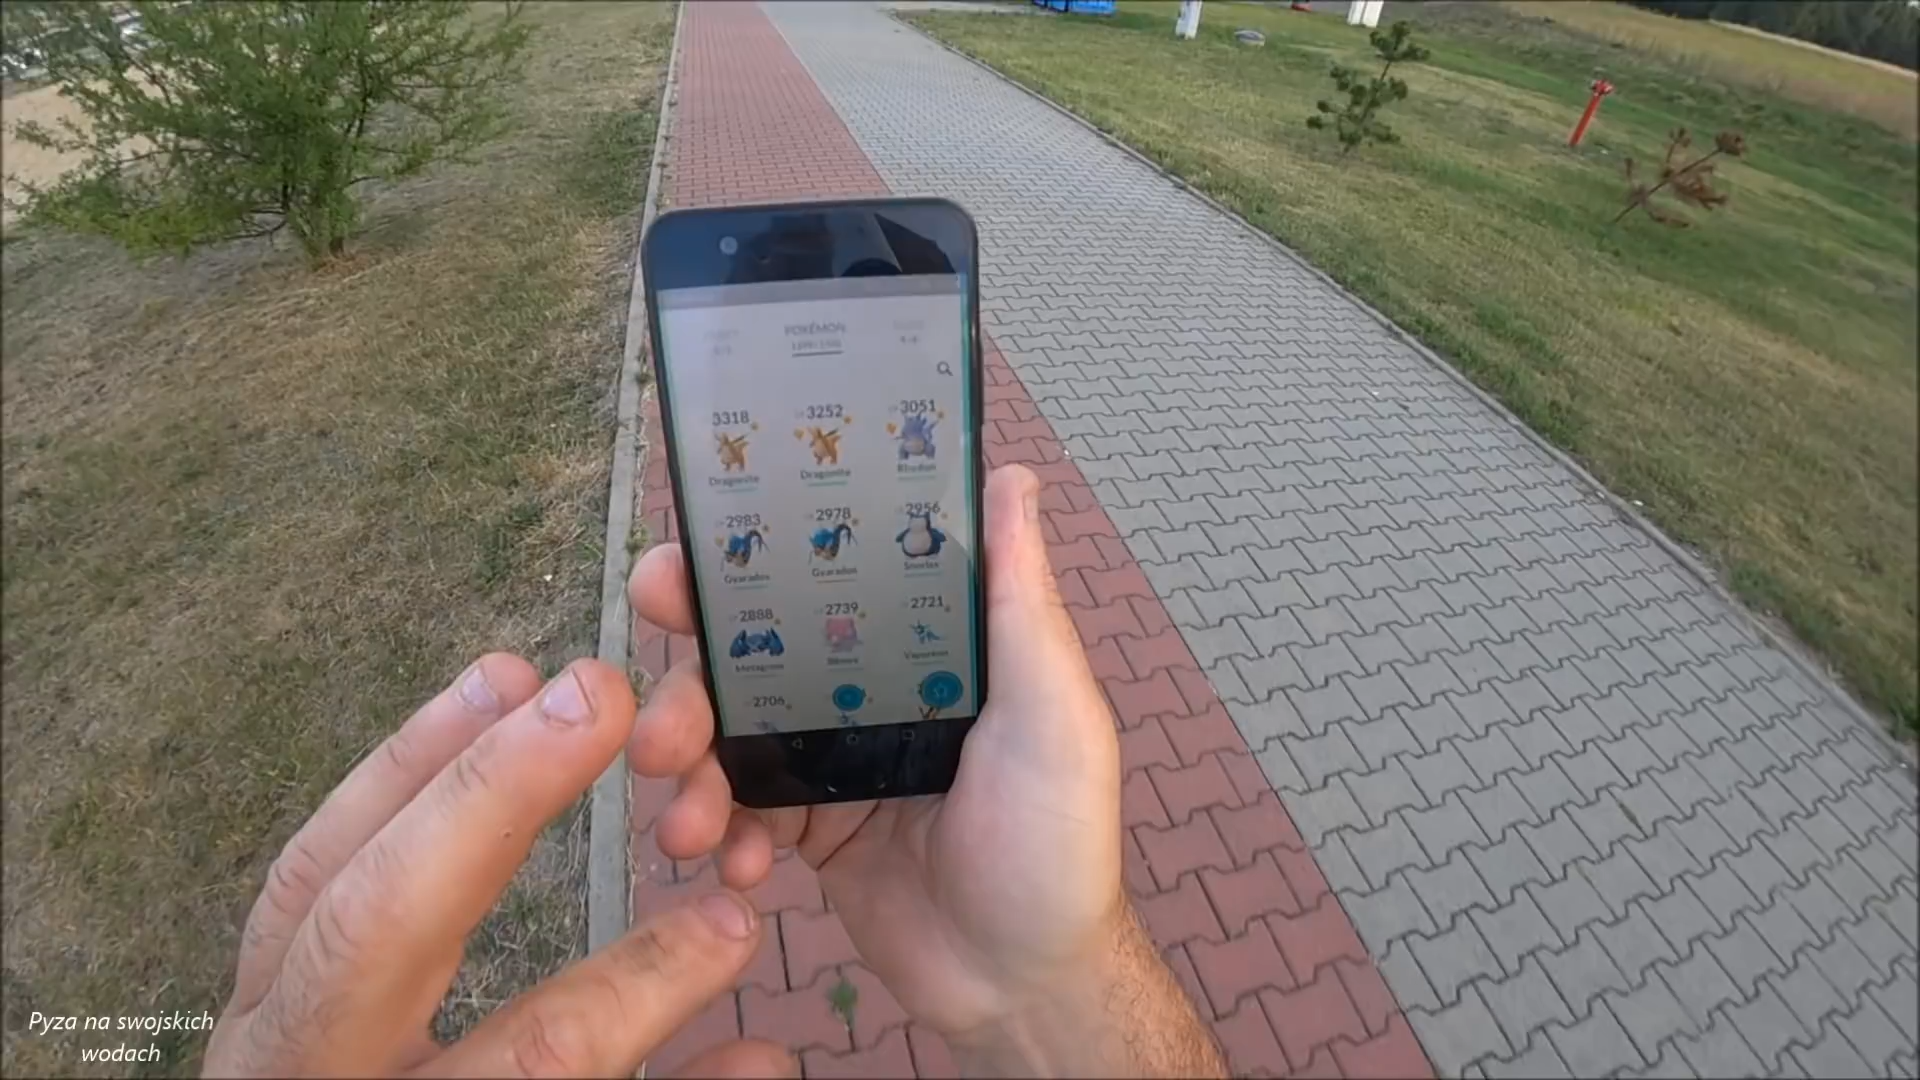 POKÉMON
3318
3252
3051
Dragonite
Dragonite
Rhydon
2983
2978
2956
Gyarados
Gyarados
Snorlax
2888
2739
2721
Metagross
Blissey
Vaporeon
2706
Pyza na swojskich
wodach